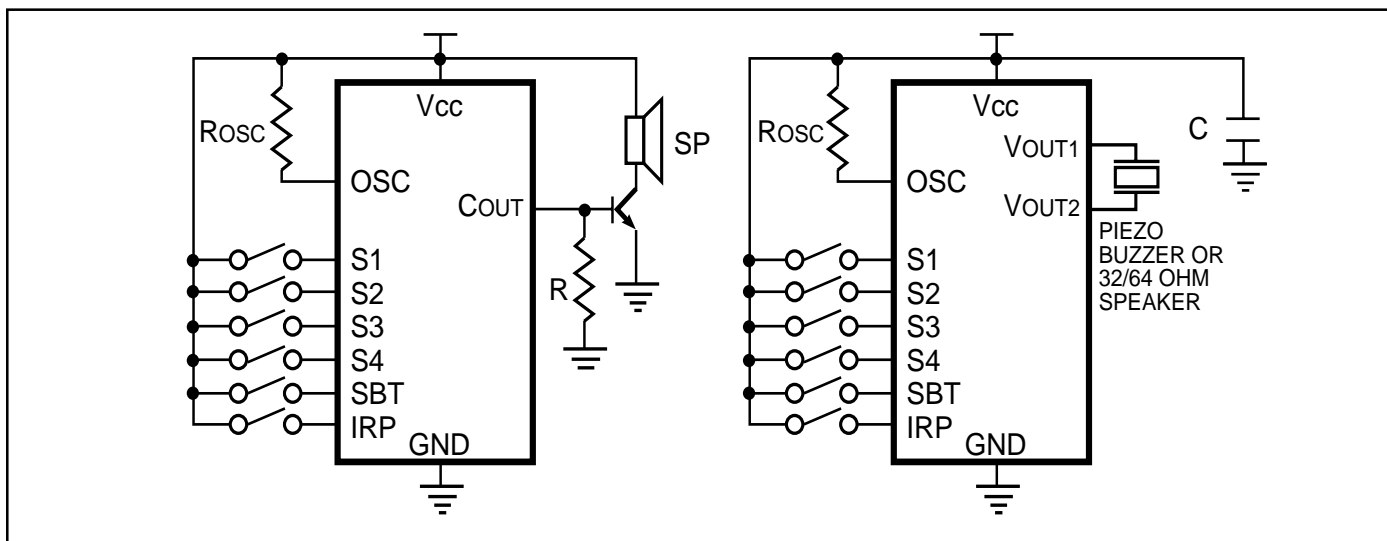 Vcc
ROSC
OSC
COUT
SP
S1
S2
S3
S4
SBT
IRP
GND
R
Vcc
ROSC
OSC
VOUT1
VOUT2
C
PIEZO
BUZZER OR
32/64 OHM
SPEAKER
S1
S2
S3
S4
SBT
IRP
GND